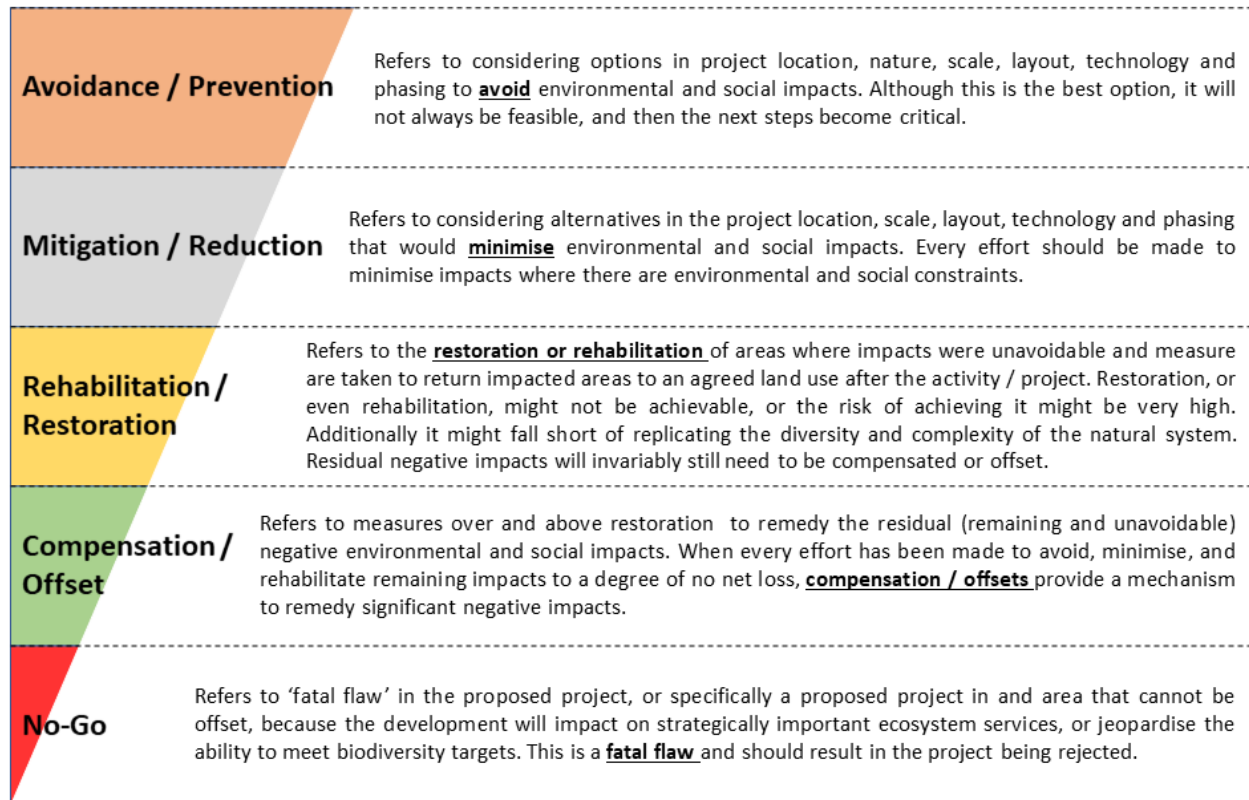 Avoidance / Prevention
Refers to considering options in project location, nature, scale, layout, technology and
phasing to avoid environmental and social impacts. Although this is the best option, it will
not always be feasible, and then the next steps become critical.
Mitigation / Reduction
Refers to considering alternatives in the project location, scale, layout, technology and phasing
that would minimise environmental and social impacts. Every effort should be made to
minimise impacts where there are environmental and social constraints.
Rehabilitation /
Restoration
Refers to the restoration or rehabilitation of areas where impacts were unavoidable and measure
are taken to return impacted areas to an agreed land use after the activity / project. Restoration, or
even rehabilitation, might not be achievable, or the risk of achieving it might be very high.
Additionally it might fall short of replicating the diversity and complexity of the natural system.
Residual negative impacts will invariably still need to be compensated or offset.
Compensation /
Offset
Refers to measures over and above restoration to remedy the residual (remaining and unavoidable)
negative environmental and social impacts. When every effort has been made to avoid, minimise, and
rehabilitate remaining impacts to a degree of no net loss, compensation / offsets provide a mechanism
to remedy significant negative impacts.
No-Go
Refers to ‘fatal flaw’ in the proposed project, or specifically a proposed project in and area that cannot be
offset, because the development will impact on strategically important ecosystem services, or jeopardise the
ability to meet biodiversity targets. This is a fatal flaw and should result in the project being rejected.